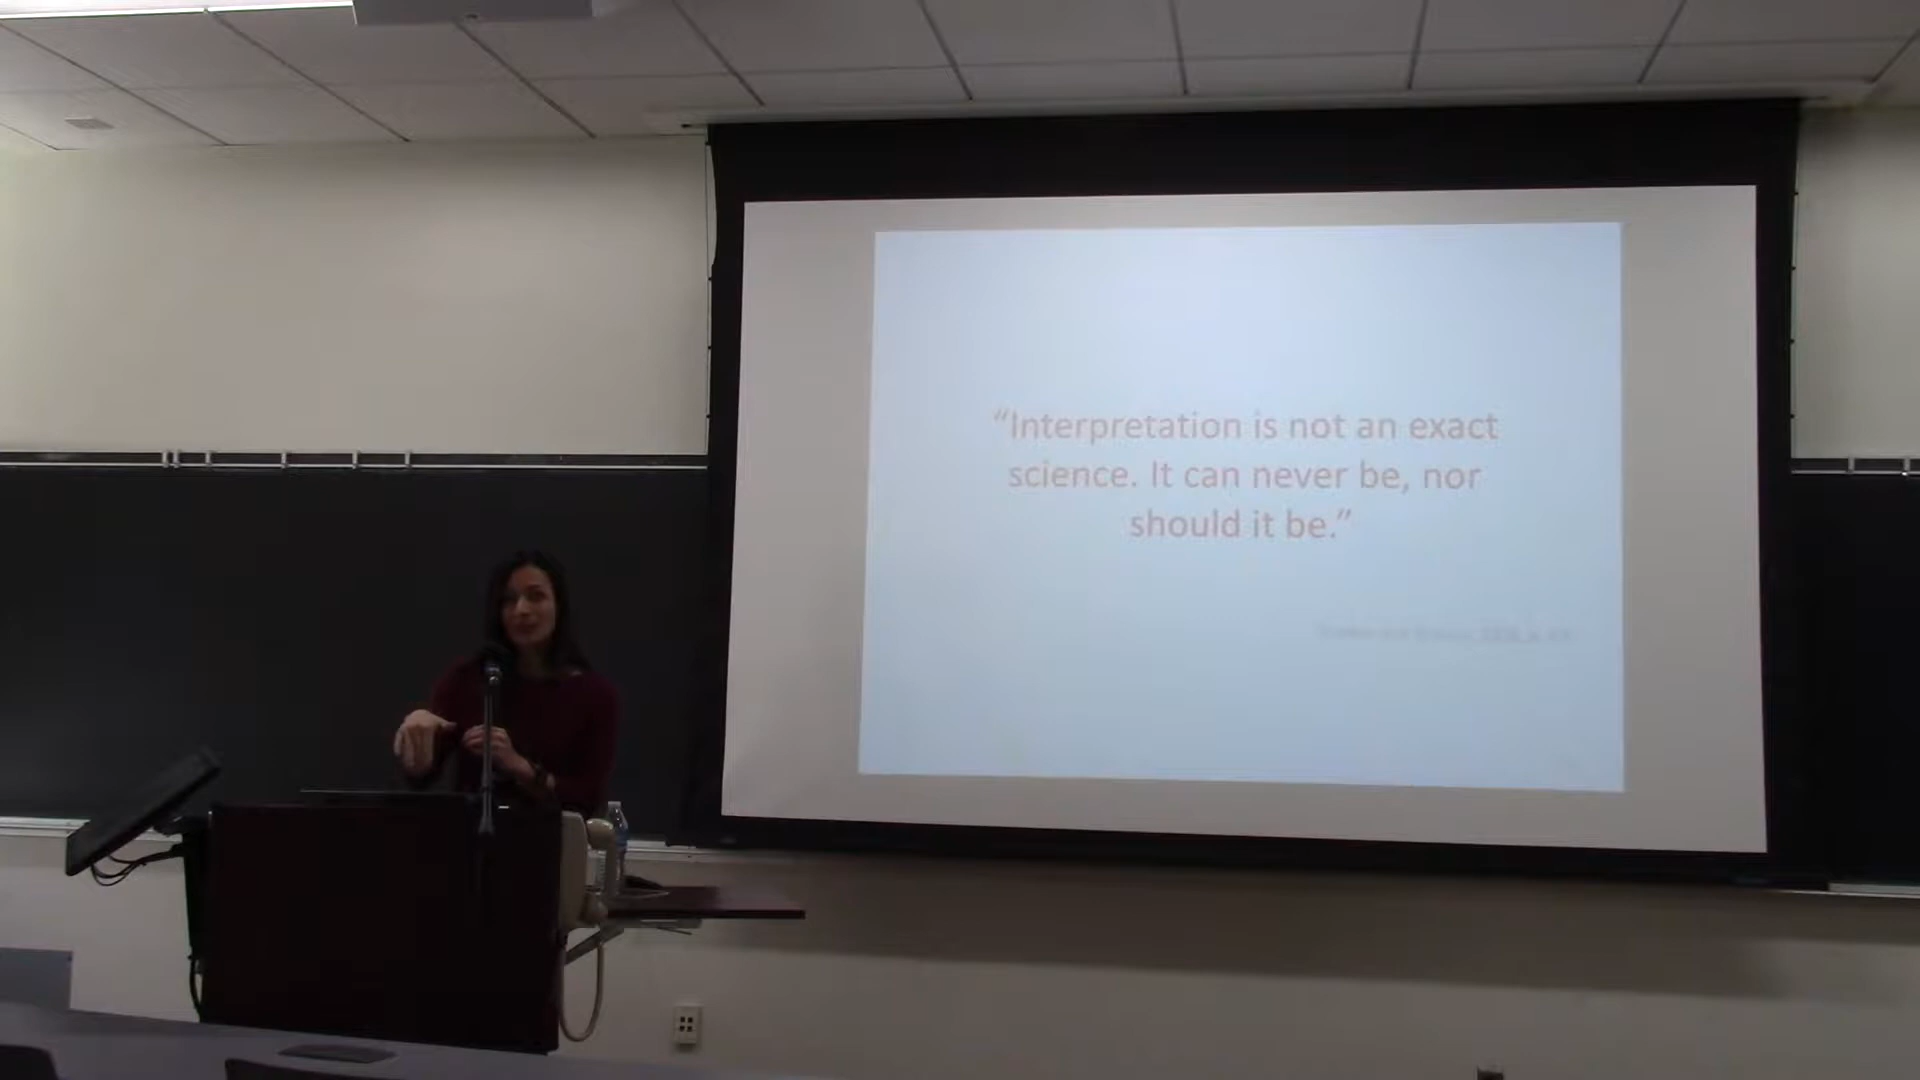 “Interpretation is not an exact
science. It can never be, nor
should it be.”